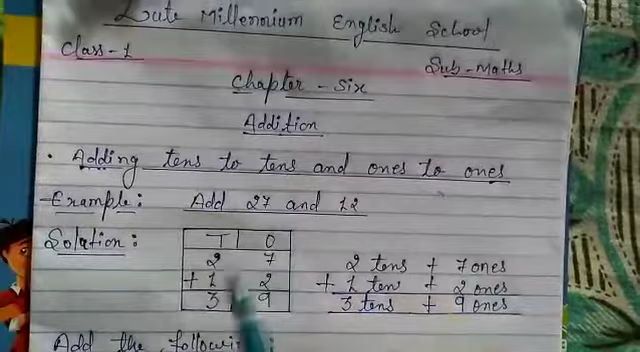 Lute Millennium English School
Class-1
Sub-Maths
Chapter - Six
Addition
• Adding tens to tens and ones to ones
Example: Add 27 and 12
Solution:
T O
2 7
+ 1 2
3 9
2 tens + 7 ones
+ 1 ten + 2 ones
3 tens + 9 ones
Add the following: